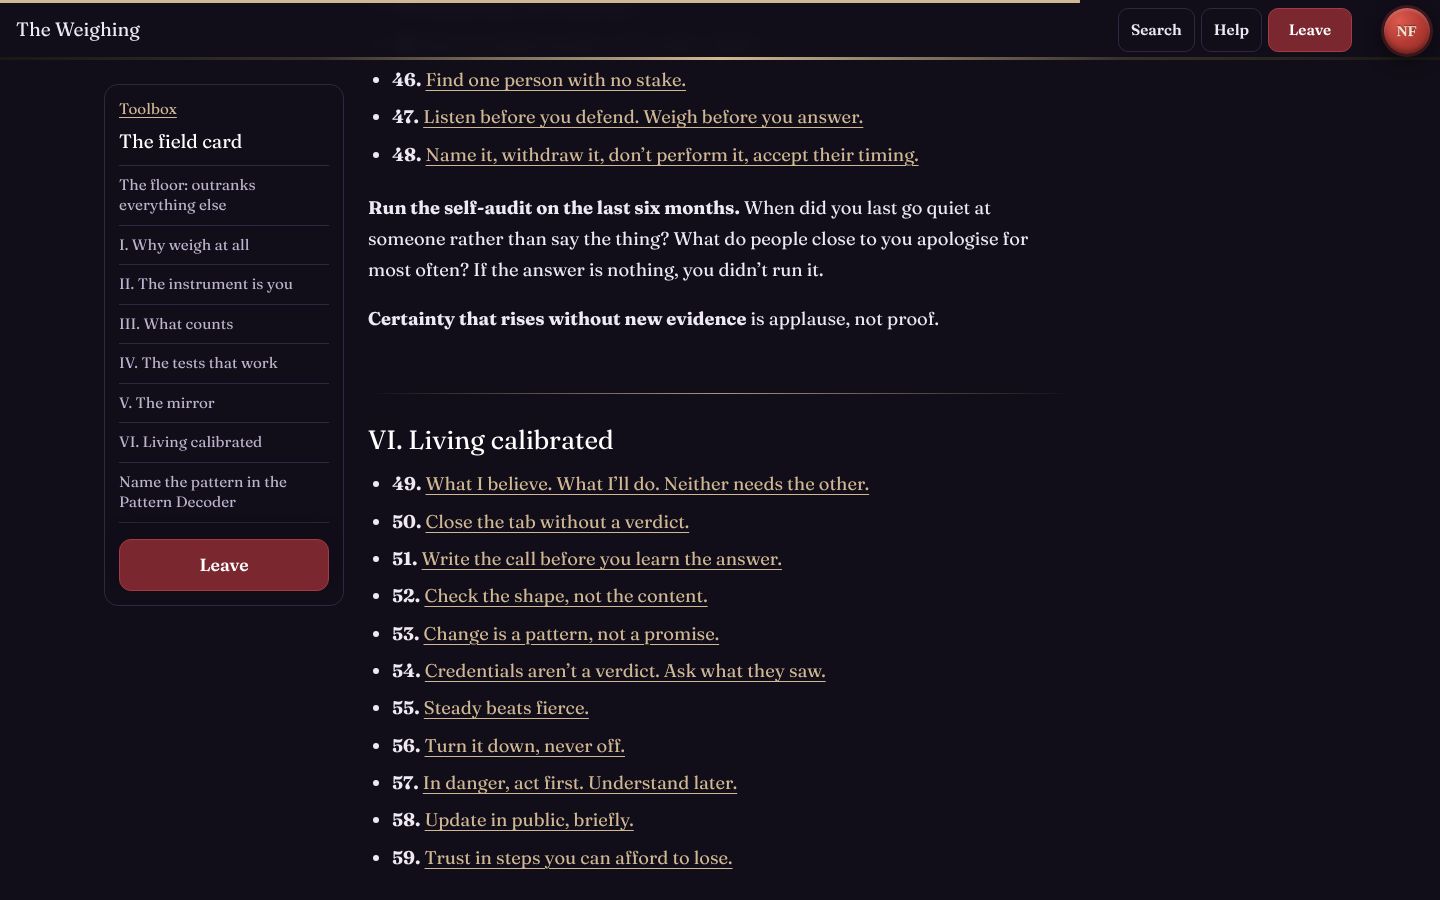 The Weighing
Search
Help
Leave
NF
Toolbox
The field card
The floor: outranks
everything else
I. Why weigh at all
II. The instrument is you
III. What counts
IV. The tests that work
V. The mirror
VI. Living calibrated
Name the pattern in the
Pattern Decoder
Leave
46. Find one person with no stake.
47. Listen before you defend. Weigh before you answer.
48. Name it, withdraw it, don’t perform it, accept their timing.
Run the self-audit on the last six months. When did you last go quiet at
someone rather than say the thing? What do people close to you apologise for
most often? If the answer is nothing, you didn’t run it.
Certainty that rises without new evidence is applause, not proof.
VI. Living calibrated
49. What I believe. What I’ll do. Neither needs the other.
50. Close the tab without a verdict.
51. Write the call before you learn the answer.
52. Check the shape, not the content.
53. Change is a pattern, not a promise.
54. Credentials aren’t a verdict. Ask what they saw.
55. Steady beats fierce.
56. Turn it down, never off.
57. In danger, act first. Understand later.
58. Update in public, briefly.
59. Trust in steps you can afford to lose.